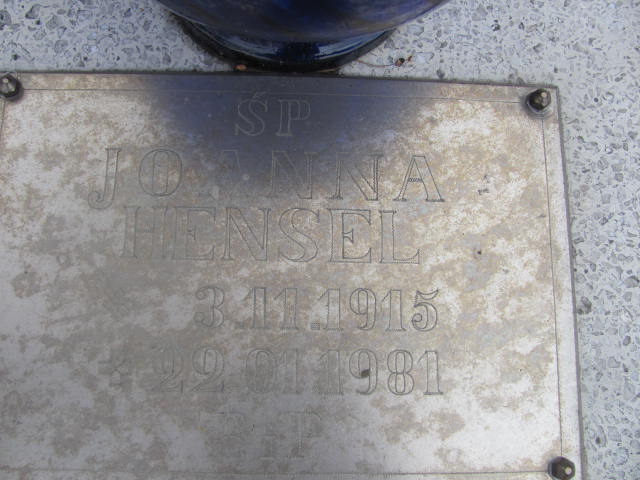 ŚP
JOANNA
HENSEL
3.11.1915
22.01.1981